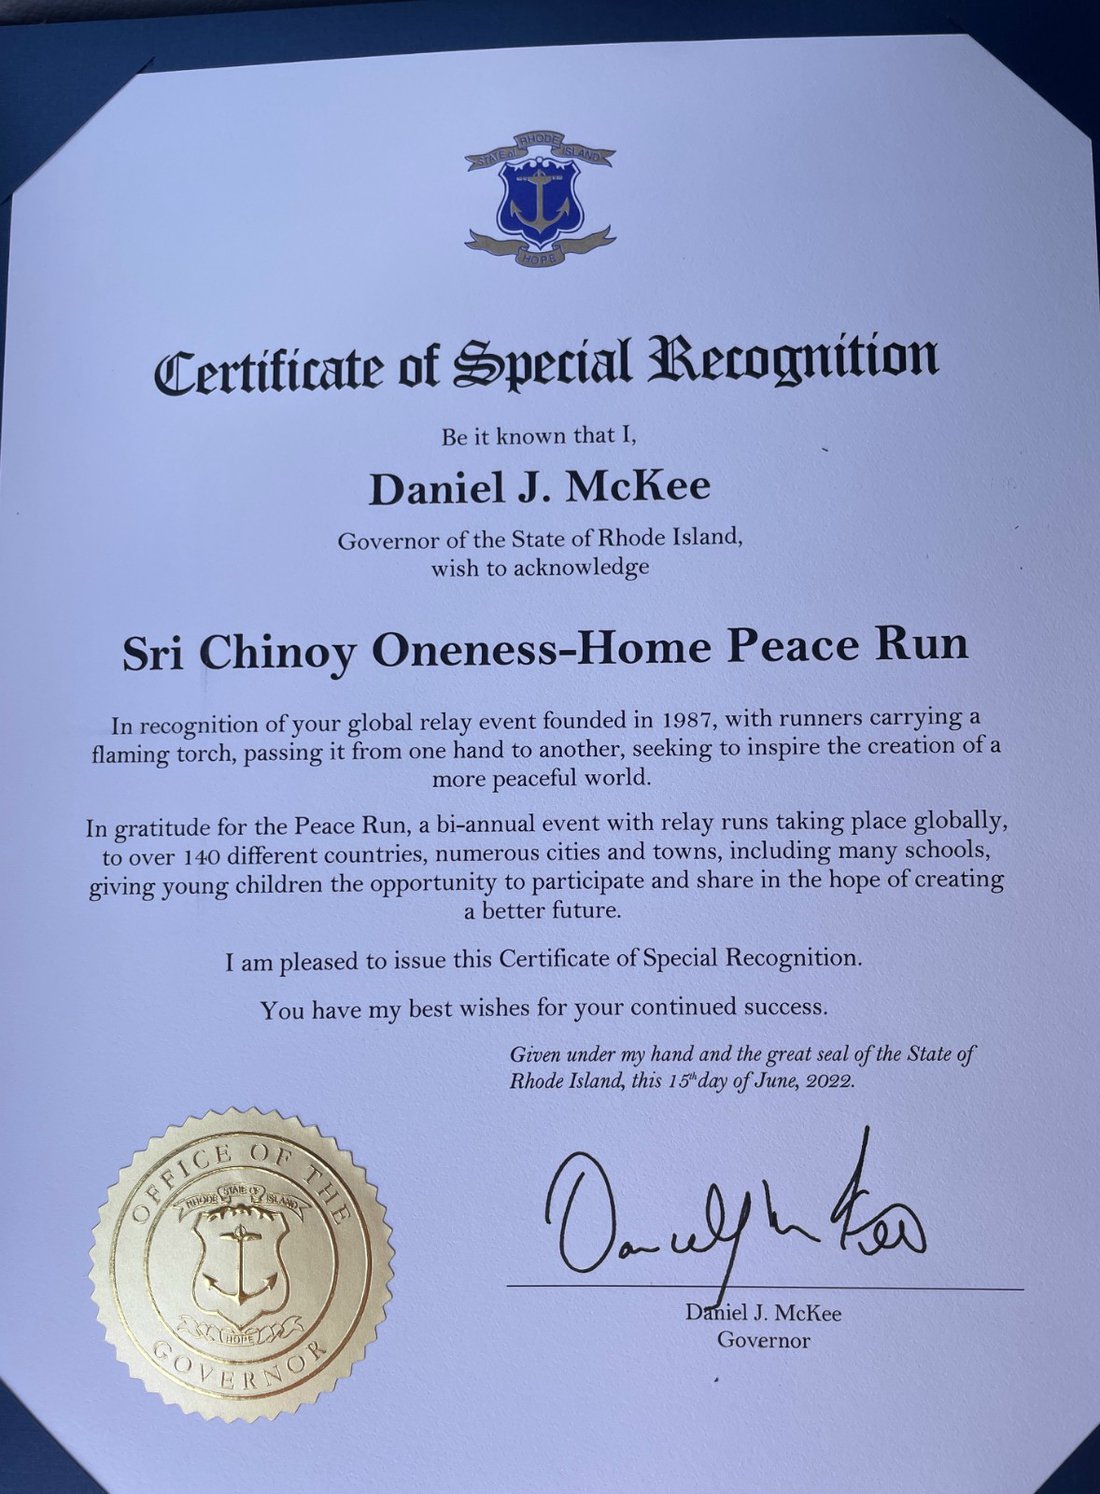 STATE of RHODE ISLAND
HOPE
Certificate of Special Recognition
Be it known that I,
Daniel J. McKee
Governor of the State of Rhode Island,
wish to acknowledge
Sri Chinoy Oneness-Home Peace Run
In recognition of your global relay event founded in 1987, with runners carrying a
flaming torch, passing it from one hand to another, seeking to inspire the creation of a
more peaceful world.
In gratitude for the Peace Run, a bi-annual event with relay runs taking place globally,
to over 140 different countries, numerous cities and towns, including many schools,
giving young children the opportunity to participate and share in the hope of creating
a better future.
I am pleased to issue this Certificate of Special Recognition.
You have my best wishes for your continued success.
Given under my hand and the great seal of the State of
Rhode Island, this 15th day of June, 2022.
Daniel J McKee
Daniel J. McKee
Governor
OFFICE OF THE
RHODE STATE OF ISLAND
HOPE
GOVERNOR